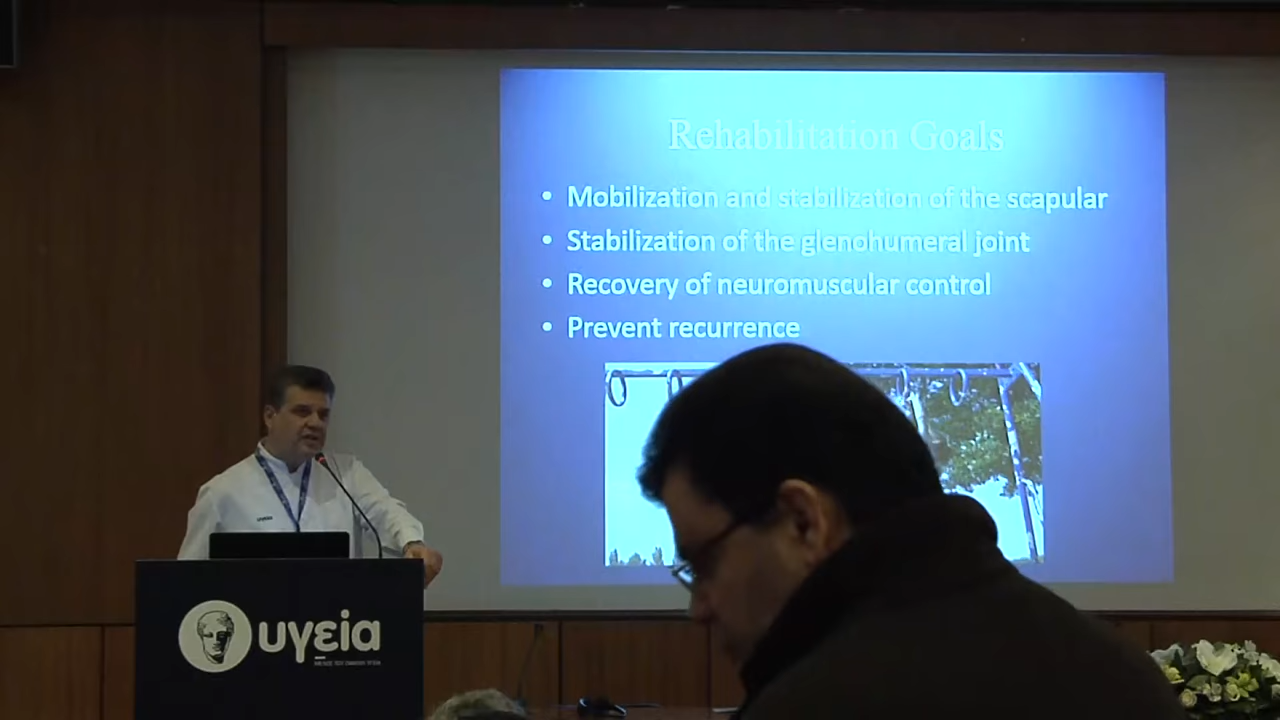 Rehabilitation Goals
• Mobilization and stabilization of the scapular
• Stabilization of the glenohumeral joint
• Recovery of neuromuscular control
• Prevent recurrence
υγεία